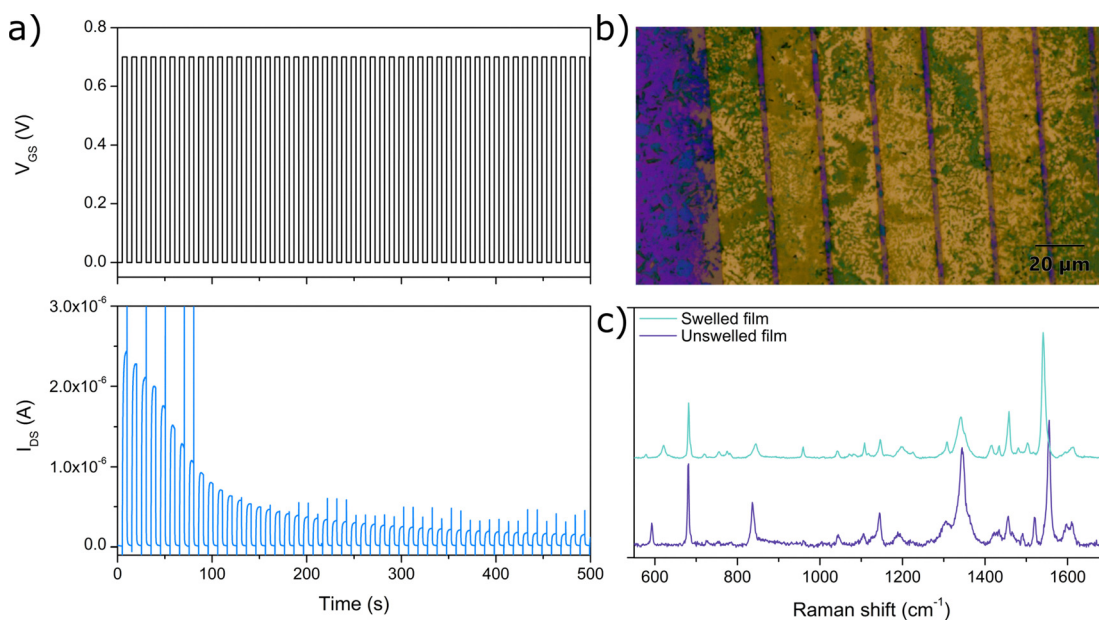 a)
0.8
0.6
0.4
0.2
0.0
V_GS (V)
3.0x10⁻⁶
2.0x10⁻⁶
1.0x10⁻⁶
0.0
I_DS (A)
0 100 200 300 400 500
Time (s)
b)
20 µm
c)
Swelled film
Unswelled film
600 800 1000 1200 1400 1600
Raman shift (cm⁻¹)